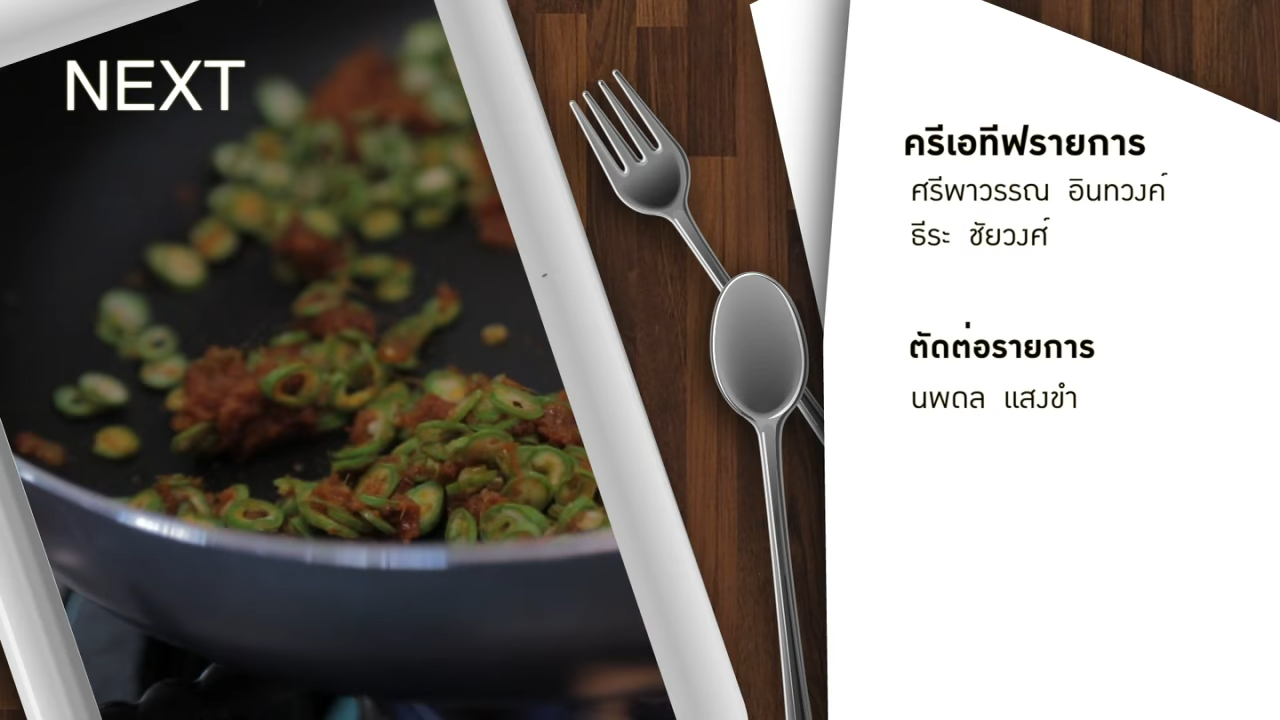 NEXT
ครีเอทีฟรายการ
ศรีพาวรรณ อินทวงค์
ธีระ ชัยวงศ์
ตัดต่อรายการ
นพดล แสงขำ